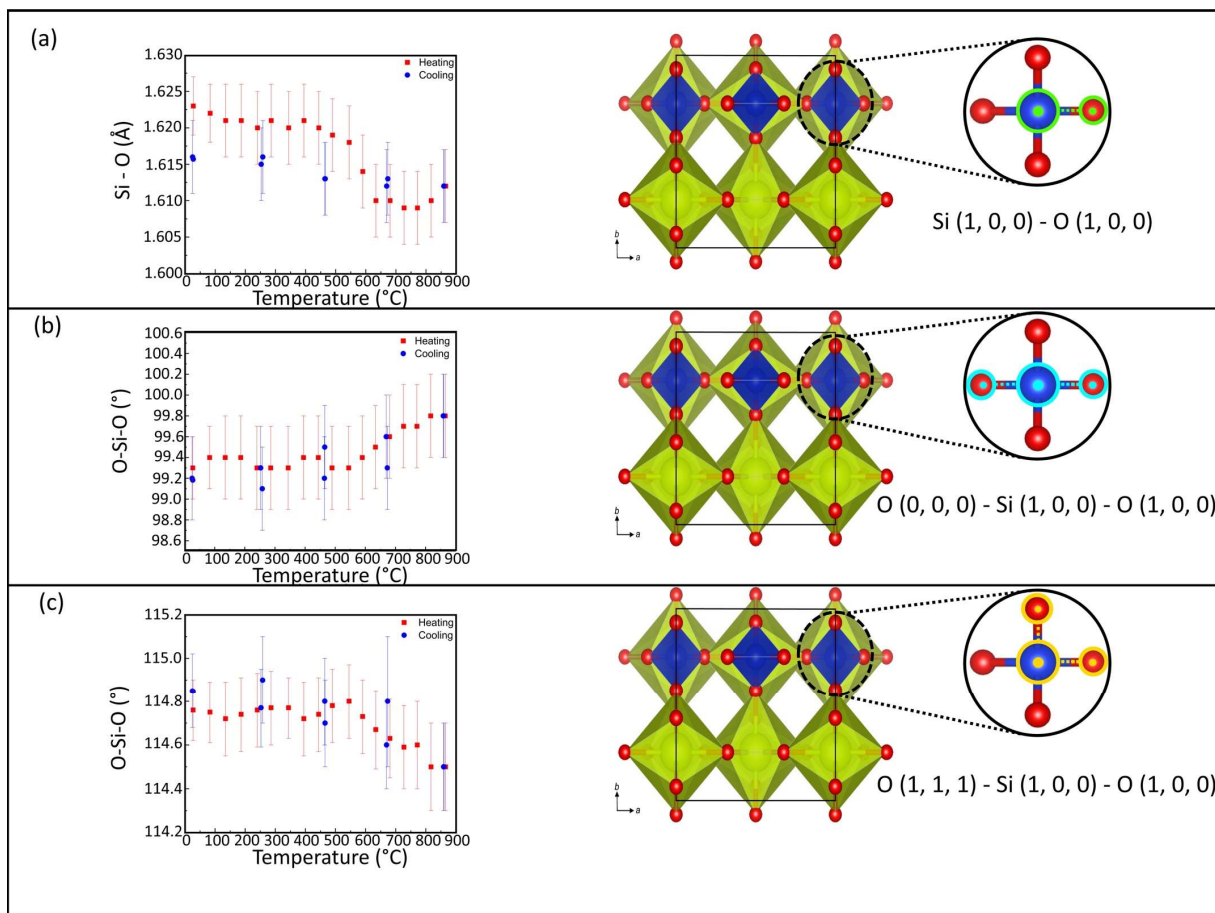 (a)
1.630
1.625
1.620
1.615
1.610
1.605
1.600
Si - O (Å)
Heating
Cooling
0 100 200 300 400 500 600 700 800 900
Temperature (°C)
b
a
Si (1, 0, 0) - O (1, 0, 0)
(b)
100.6
100.4
100.2
100.0
99.8
99.6
99.4
99.2
99.0
98.8
98.6
O-Si-O (°)
Heating
Cooling
0 100 200 300 400 500 600 700 800 900
Temperature (°C)
b
a
O (0, 0, 0) - Si (1, 0, 0) - O (1, 0, 0)
(c)
115.2
115.0
114.8
114.6
114.4
114.2
O-Si-O (°)
Heating
Cooling
0 100 200 300 400 500 600 700 800 900
Temperature (°C)
b
a
O (1, 1, 1) - Si (1, 0, 0) - O (1, 0, 0)